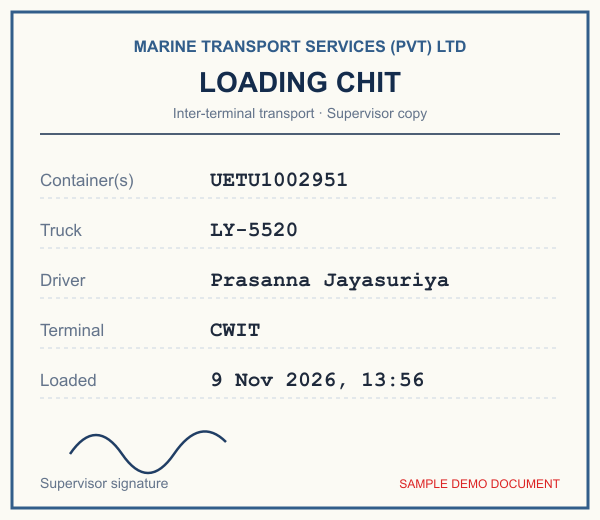 MARINE TRANSPORT SERVICES (PVT) LTD
LOADING CHIT
Inter-terminal transport · Supervisor copy
Container(s) UETU1002951
Truck LY-5520
Driver Prasanna Jayasuriya
Terminal CWIT
Loaded 9 Nov 2026, 13:56
Supervisor signature SAMPLE DEMO DOCUMENT